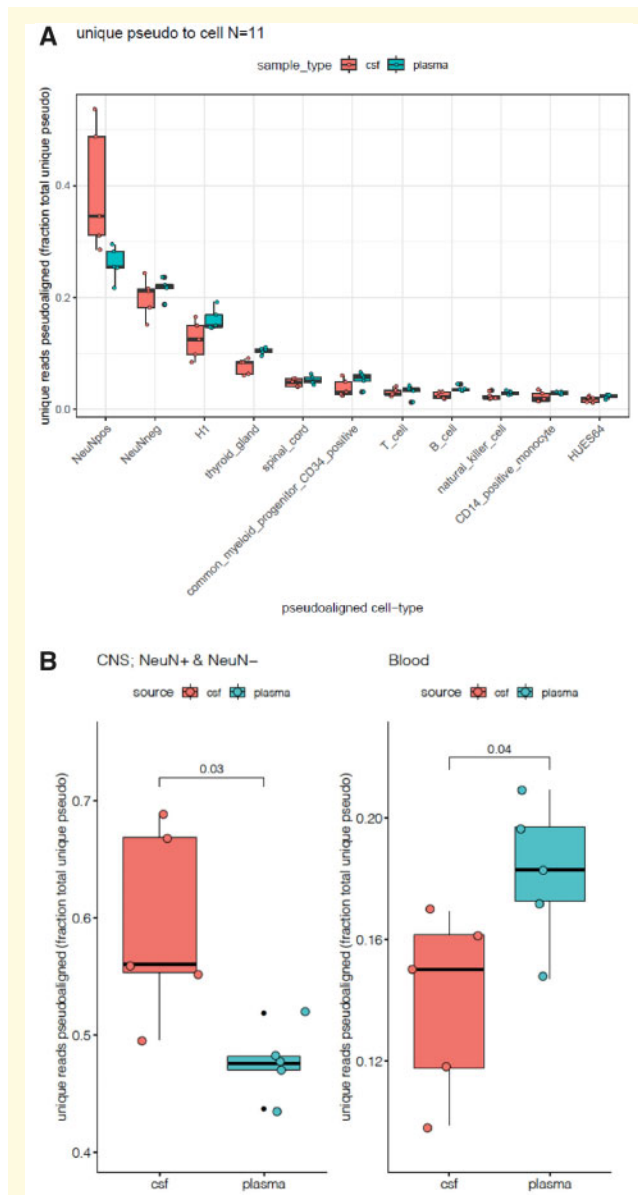 A unique pseudo to cell N=11
sample_type csf plasma
unique reads pseudoaligned (fraction total unique pseudo)
0.4
0.2
0.0
NeuNpos
NeuNneg
H1
thyroid_gland
spinal_cord
common_myeloid_progenitor_CD34_positive
T_cell
B_cell
natural_killer_cell
CD14_positive_monocyte
HUES64
pseudoaligned cell-type
B CNS; NeuN+ & NeuN-
source csf plasma
unique reads pseudoaligned (fraction total unique pseudo)
0.03
0.7
0.6
0.5
0.4
csf plasma
Blood
source csf plasma
unique reads pseudoaligned (fraction total unique pseudo)
0.04
0.20
0.16
0.12
csf plasma